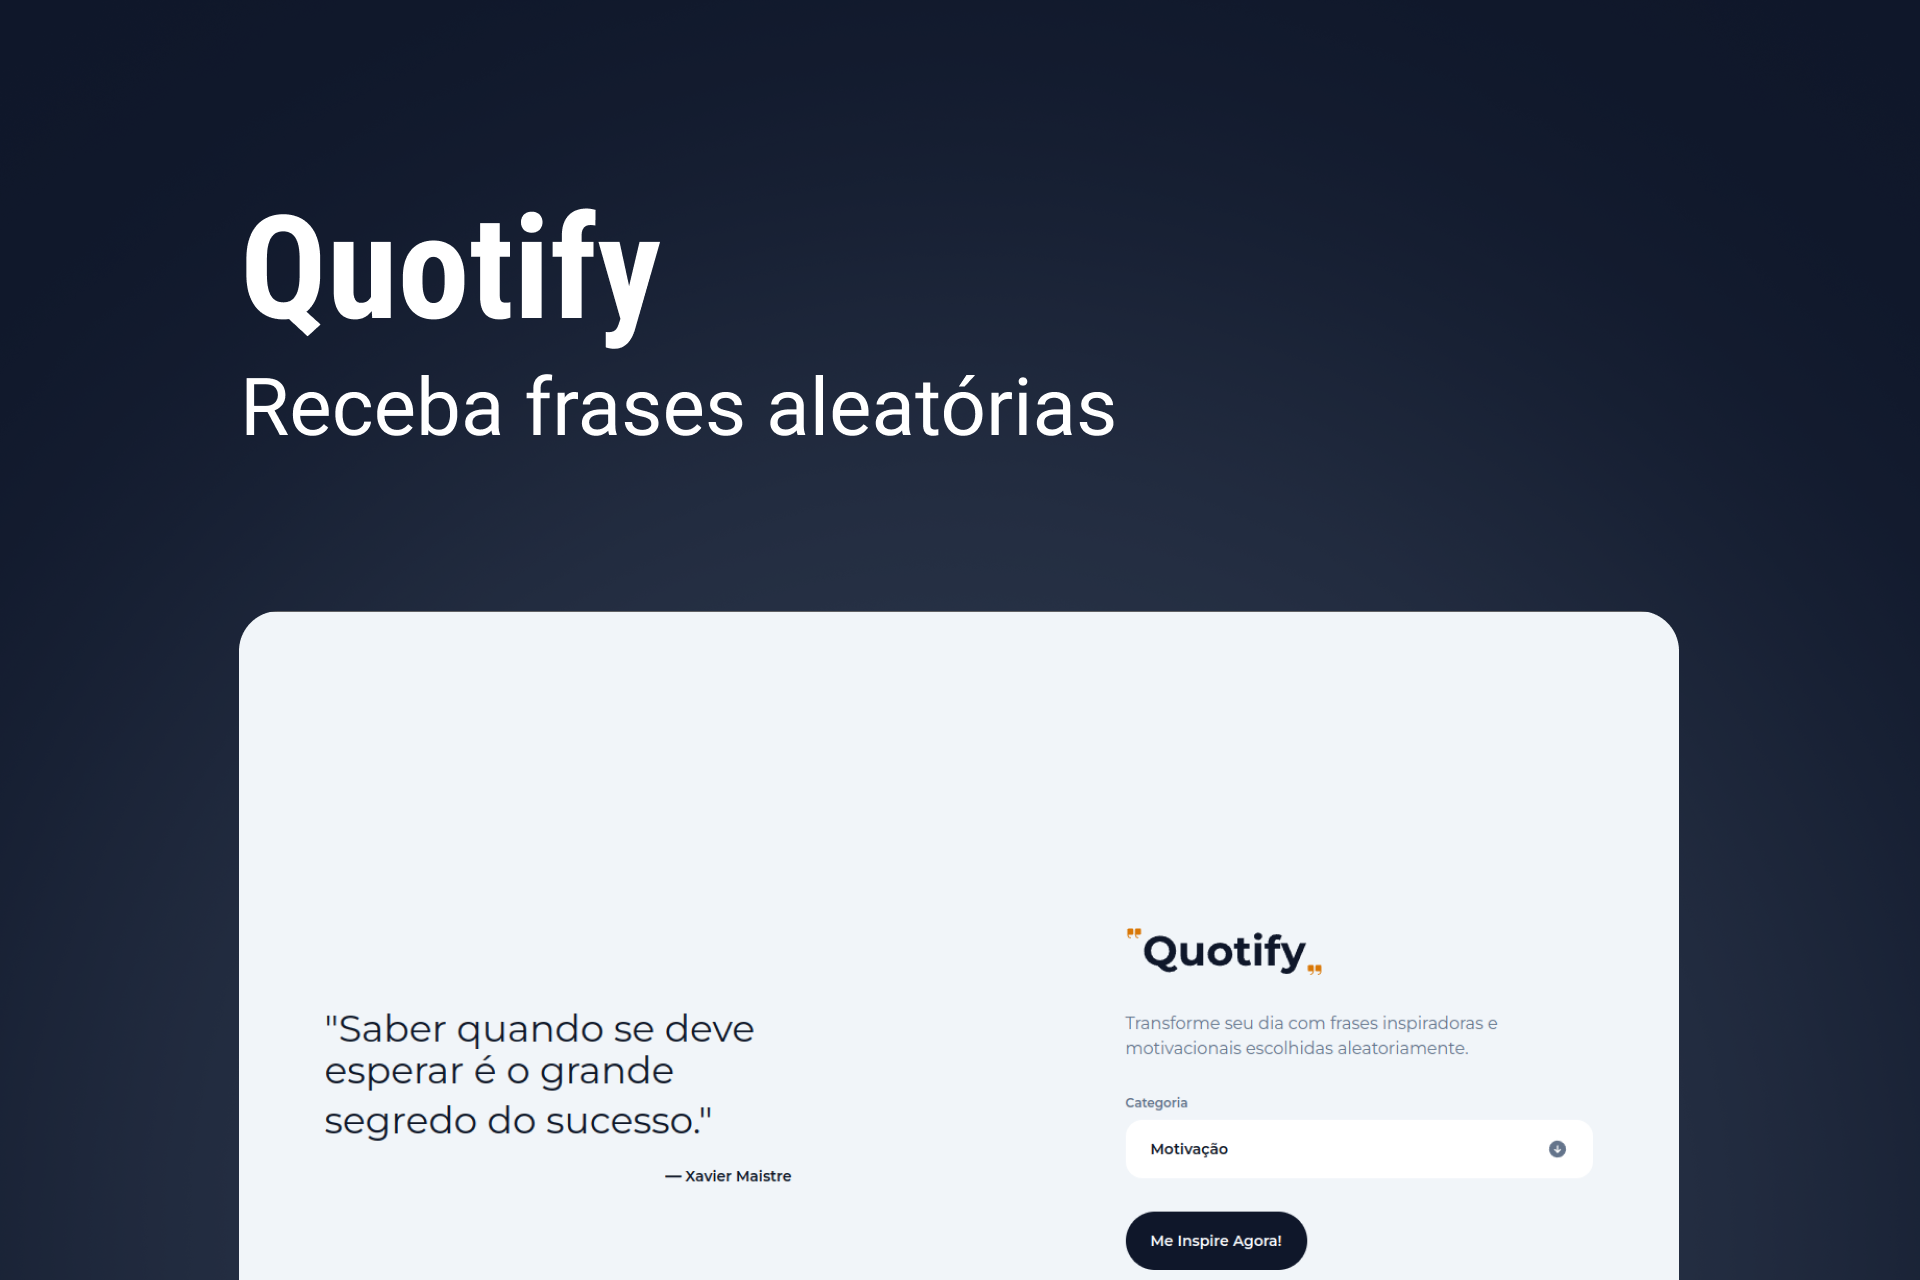 Quotify
Receba frases aleatórias
"Saber quando se deve
esperar é o grande
segredo do sucesso."
— Xavier Maistre
"Quotify"
Transforme seu dia com frases inspiradoras e
motivacionais escolhidas aleatoriamente.
Categoria
Motivação
Me Inspire Agora!